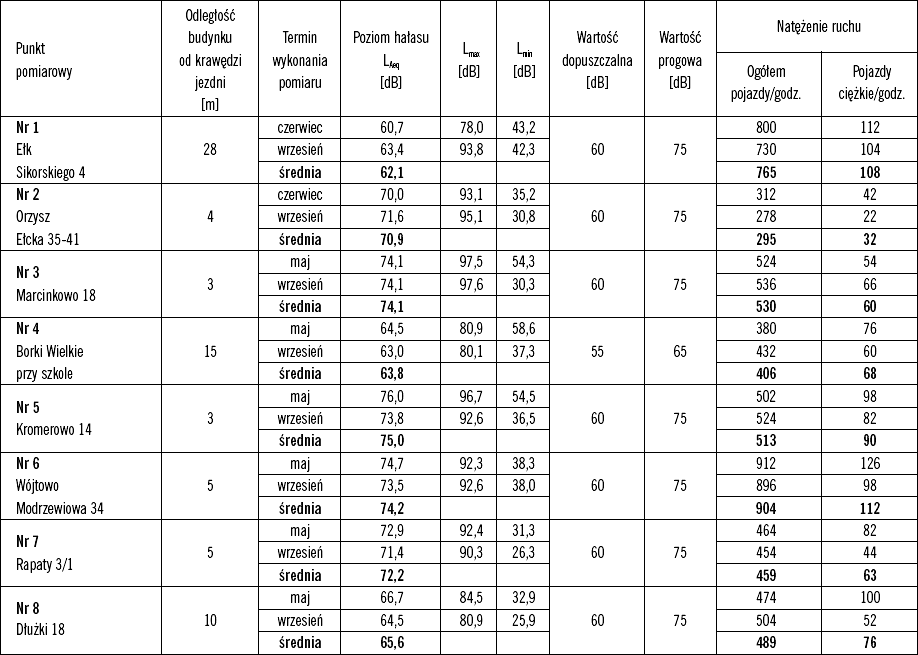 Punkt pomiarowy | Odległość budynku od krawędzi jezdni [m] | Termin wykonania pomiaru | Poziom hałasu LAeq [dB] | Lmax [dB] | Lmin [dB] | Wartość dopuszczalna [dB] | Wartość progowa [dB] | Natężenie ruchu
Ogółem pojazdy/godz. | Pojazdy ciężkie/godz.
Nr 1 | czerwiec | 60,7 | 78,0 | 43,2 | 800 | 112
Ełk | 28 | wrzesień | 63,4 | 93,8 | 42,3 | 60 | 75 | 730 | 104
Sikorskiego 4 | średnia | 62,1 | 765 | 108
Nr 2 | czerwiec | 70,0 | 93,1 | 35,2 | 312 | 42
Orzysz | 4 | wrzesień | 71,6 | 95,1 | 30,8 | 60 | 75 | 278 | 22
Ełcka 35-41 | średnia | 70,9 | 295 | 32
Nr 3 | maj | 74,1 | 97,5 | 54,3 | 524 | 54
Marcinkowo 18 | 3 | wrzesień | 74,1 | 97,6 | 30,3 | 60 | 75 | 536 | 66
średnia | 74,1 | 530 | 60
Nr 4 | maj | 64,5 | 80,9 | 58,6 | 380 | 76
Borki Wielkie | 15 | wrzesień | 63,0 | 80,1 | 37,3 | 55 | 65 | 432 | 60
przy szkole | średnia | 63,8 | 406 | 68
Nr 5 | maj | 76,0 | 96,7 | 54,5 | 502 | 98
Kromerowo 14 | 3 | wrzesień | 73,8 | 92,6 | 36,5 | 60 | 75 | 524 | 82
średnia | 75,0 | 513 | 90
Nr 6 | maj | 74,7 | 92,3 | 38,3 | 912 | 126
Wójtowo | 5 | wrzesień | 73,5 | 92,6 | 38,0 | 60 | 75 | 896 | 98
Modrzewiowa 34 | średnia | 74,2 | 904 | 112
Nr 7 | maj | 72,9 | 92,4 | 31,3 | 464 | 82
Rapaty 3/1 | 5 | wrzesień | 71,4 | 90,3 | 26,3 | 60 | 75 | 454 | 44
średnia | 72,2 | 459 | 63
Nr 8 | maj | 66,7 | 84,5 | 32,9 | 474 | 100
Dłużki 18 | 10 | wrzesień | 64,5 | 80,9 | 25,9 | 60 | 75 | 504 | 52
średnia | 65,6 | 489 | 76